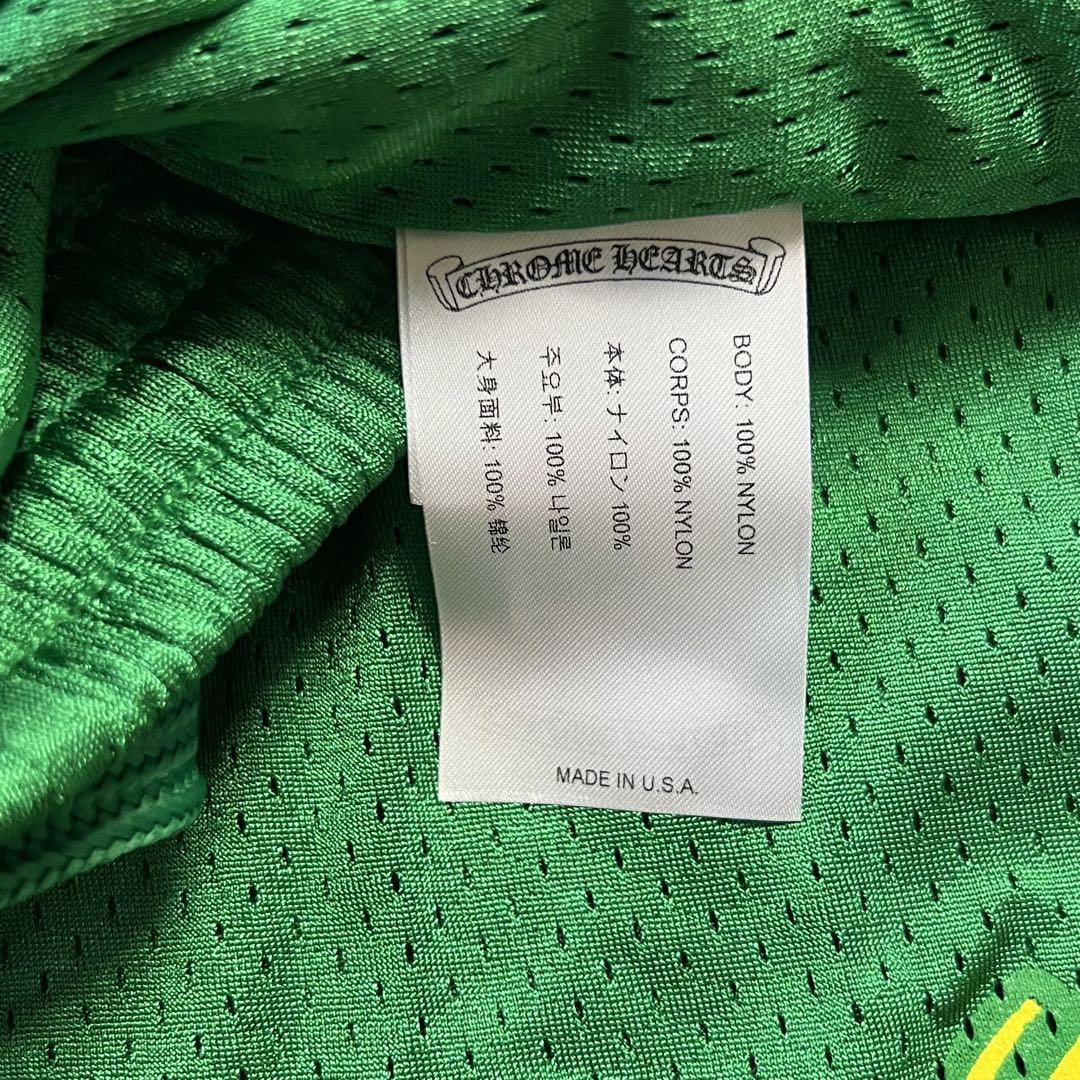 CHROME HEARTS
BODY: 100% NYLON
CORPS: 100% NYLON
本体: ナイロン 100%
주요부: 100% 나일론
大身面料: 100% 锦纶
MADE IN U.S.A.